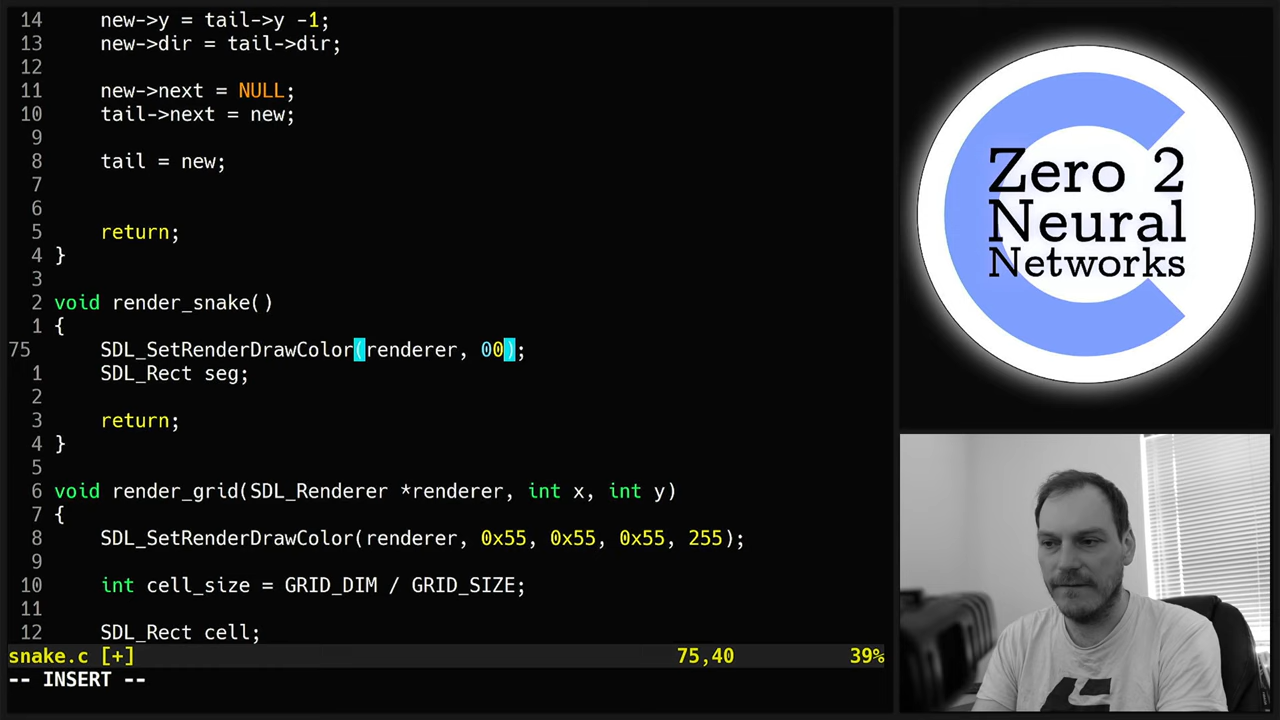 14 new->y = tail->y -1;
13 new->dir = tail->dir;
12
11 new->next = NULL;
10 tail->next = new;
9
8 tail = new;
7
6
5 return;
4 }
3
2 void render_snake()
1 {
75 SDL_SetRenderDrawColor(renderer, 00);
1 SDL_Rect seg;
2
3 return;
4 }
5
6 void render_grid(SDL_Renderer *renderer, int x, int y)
7 {
8 SDL_SetRenderDrawColor(renderer, 0x55, 0x55, 0x55, 255);
9
10 int cell_size = GRID_DIM / GRID_SIZE;
11
12 SDL_Rect cell;
snake.c [+] 75,40 39%
-- INSERT --
Zero 2
Neural
Networks